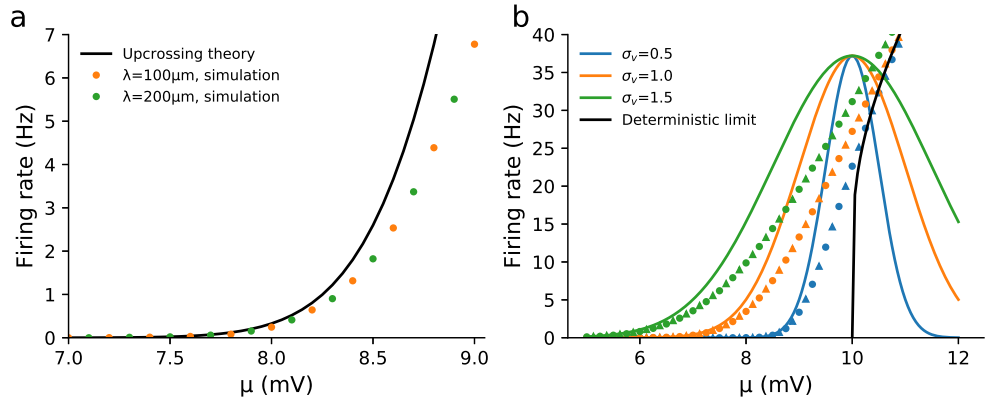 a
7
6
5
4
3
2
1
0
Firing rate (Hz)
Upcrossing theory
λ=100μm, simulation
λ=200μm, simulation
7.0 7.5 8.0 8.5 9.0
μ (mV)
b
40
35
30
25
20
15
10
5
0
Firing rate (Hz)
σᵥ=0.5
σᵥ=1.0
σᵥ=1.5
Deterministic limit
6 8 10 12
μ (mV)